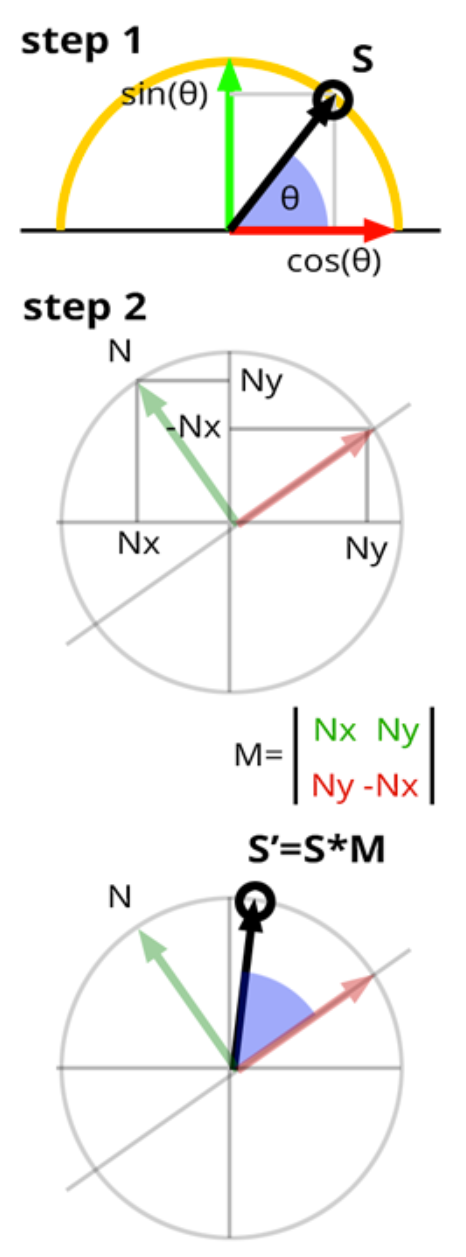 step 1
S
sin(θ)
θ
cos(θ)
step 2
N
Ny
-Nx
Nx
Ny
M= Nx Ny
Ny -Nx
S’=S*M
N